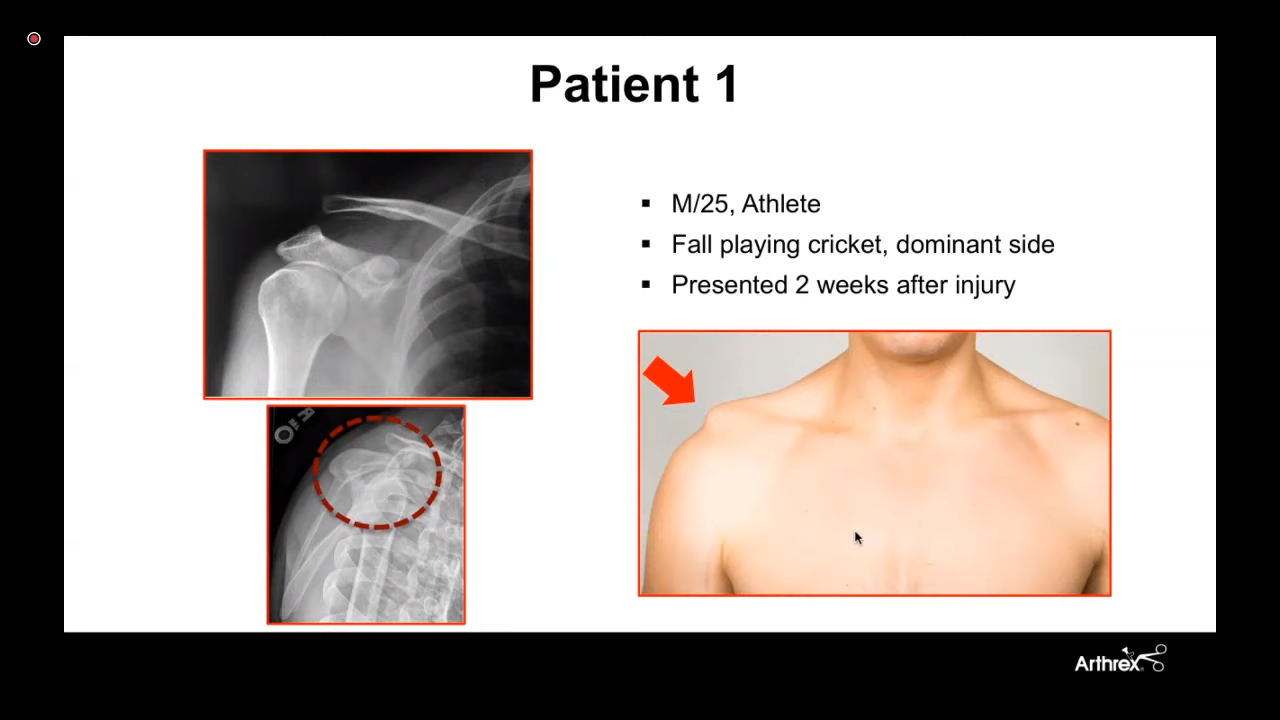 Patient 1
M/25, Athlete
Fall playing cricket, dominant side
Presented 2 weeks after injury
Arthrex